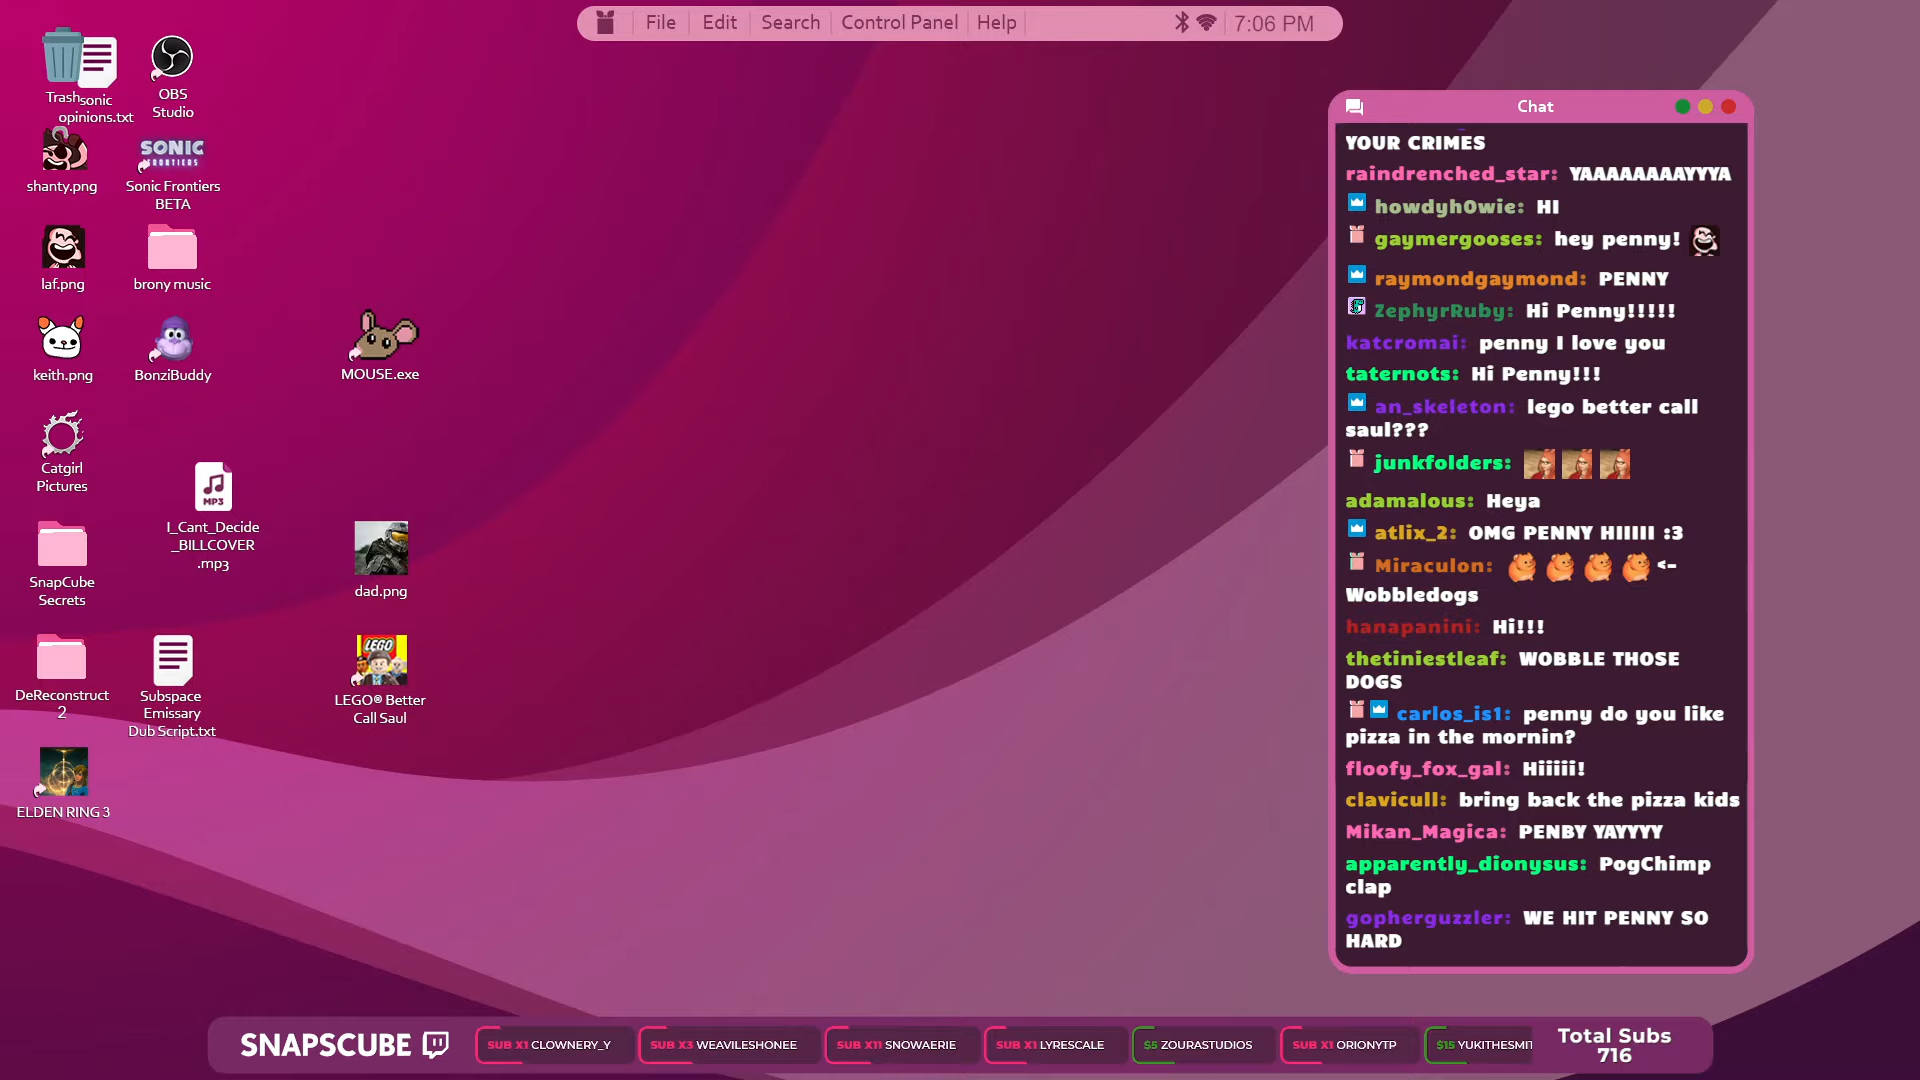 File
Edit
Search
Control Panel
Help
7:06 PM
Trash
sonic
opinions.txt
OBS
Studio
shanty.png
SONIC
FRONTIERS
Sonic Frontiers
BETA
laf.png
brony music
keith.png
BonziBuddy
MOUSE.exe
Catgirl
Pictures
MP3
I_Cant_Decide
_BILLCOVER
.mp3
dad.png
SnapCube
Secrets
DeReconstruct
2
Subspace
Emissary
Dub Script.txt
LEGO
LEGO® Better
Call Saul
ELDEN RING 3
Chat
YOUR CRIMES
raindrenched_star: YAAAAAAAAYYYA
howdyh0wie: HI
gaymergooses: hey penny!
raymondgaymond: PENNY
ZephyrRuby: Hi Penny!!!!!
katcromai: penny I love you
taternots: Hi Penny!!!
an_skeleton: lego better call
saul???
junkfolders:
adamalous: Heya
atlix_2: OMG PENNY HIIIII :3
Miraculon: <-
Wobbledogs
hanapanini: Hi!!!
thetiniestleaf: WOBBLE THOSE
DOGS
carlos_is1: penny do you like
pizza in the mornin?
floofy_fox_gal: Hiiiii!
clavicull: bring back the pizza kids
Mikan_Magica: PENBY YAYYYY
apparently_dionysus: PogChimp
clap
gopherguzzler: WE HIT PENNY SO
HARD
SNAPSCUBE
SUB X1 CLOWNERY_Y
SUB X3 WEAVILESHONEE
SUB X11 SNOWAERIE
SUB X1 LYRESCALE
$5 ZOURASTUDIOS
SUB X1 ORIONYTP
$15 YUKITHESMIT
Total Subs
716